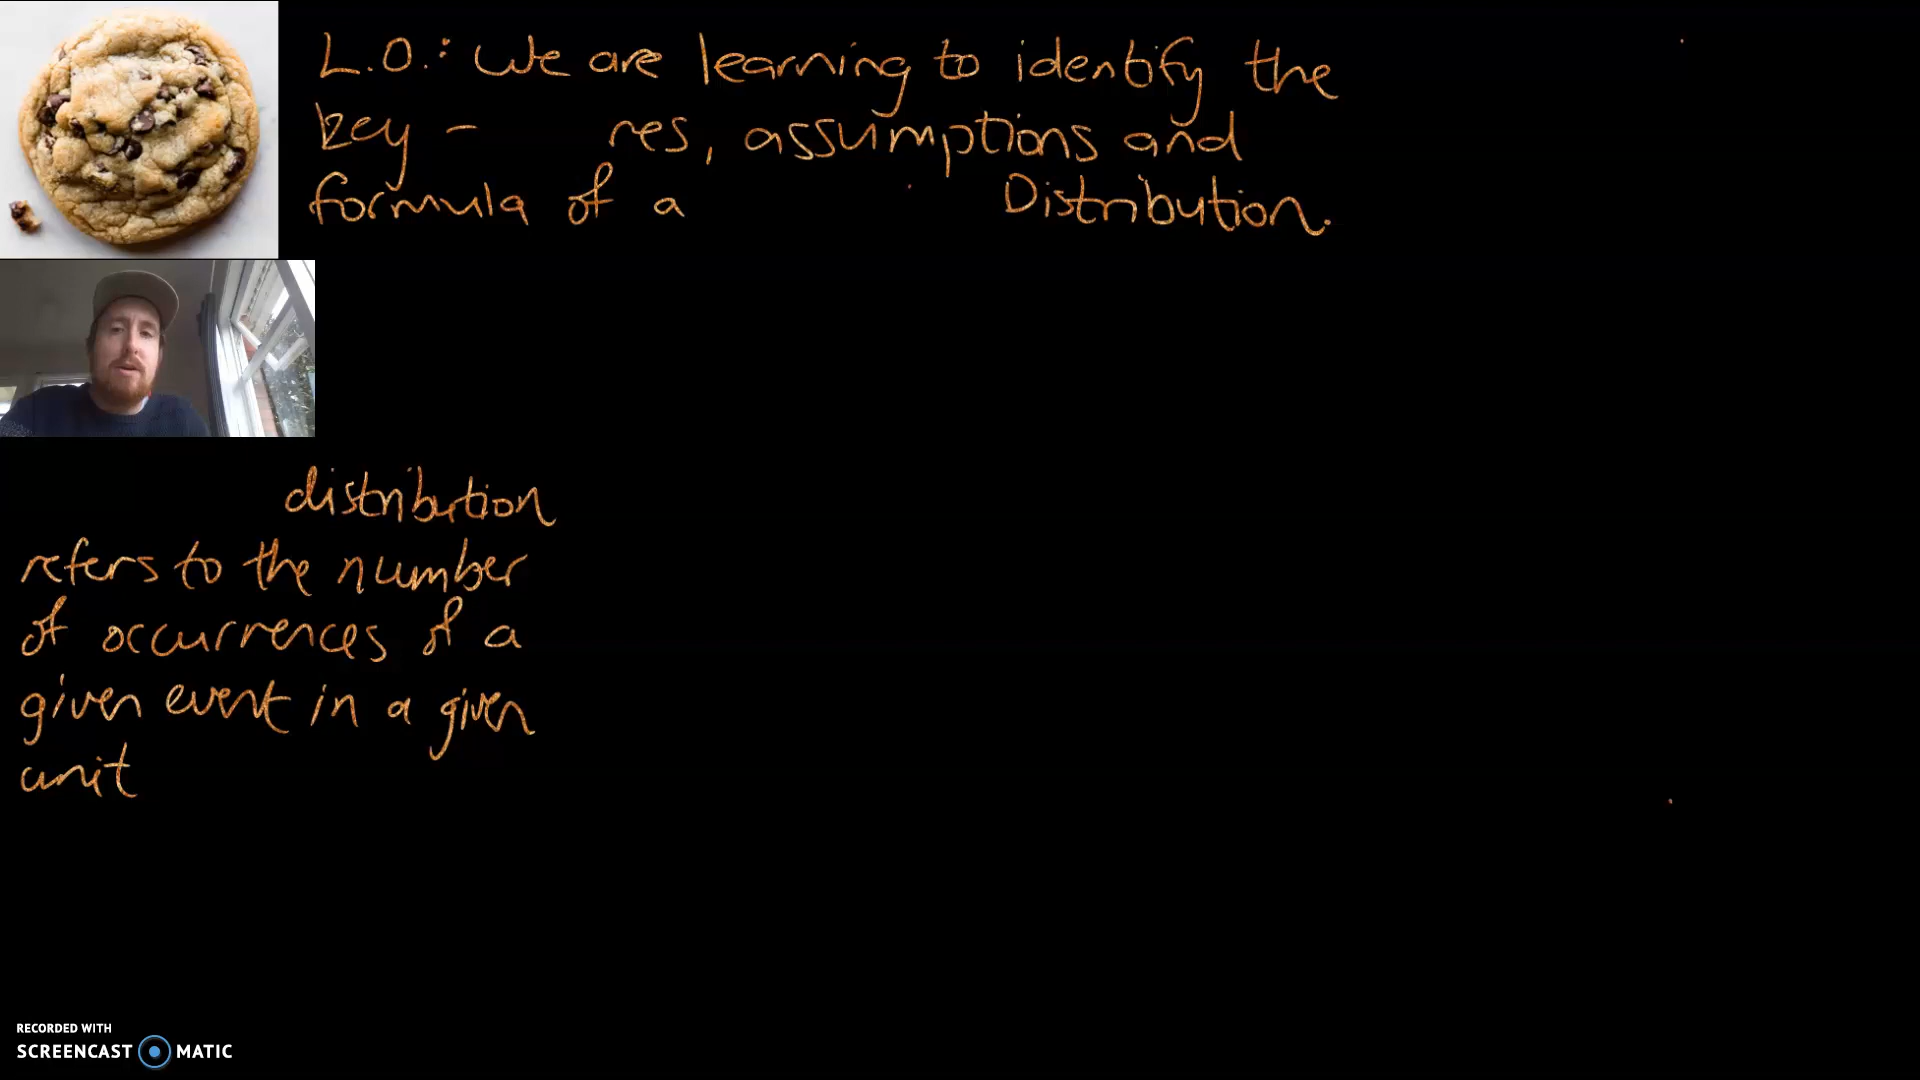 L.O.: We are learning to identify the
key - res, assumptions and
formula of a Distribution.
distribution
refers to the number
of occurrences of a
given event in a given
unit
RECORDED WITH
SCREENCAST MATIC